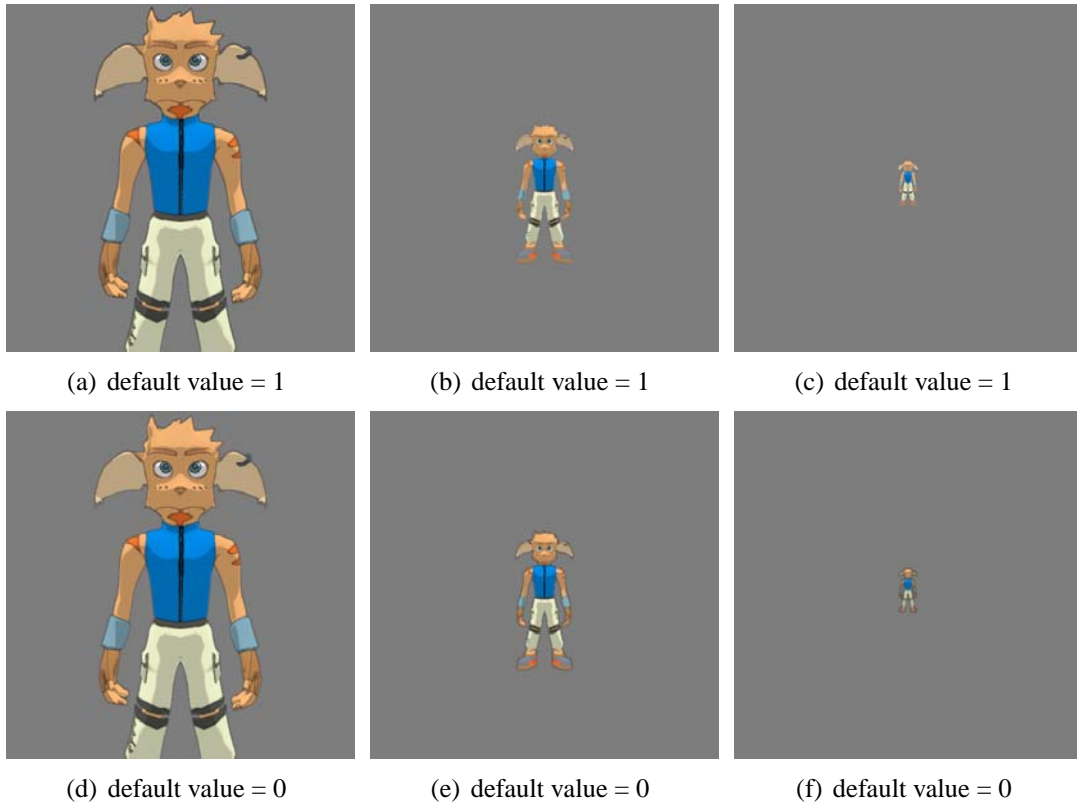 (a) default value = 1
(b) default value = 1
(c) default value = 1
(d) default value = 0
(e) default value = 0
(f) default value = 0